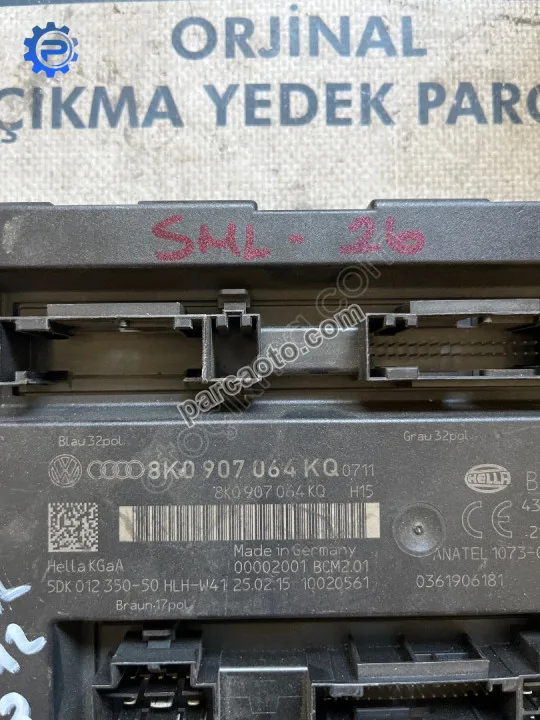 ORJİNAL
ÇIKMA YEDEK PARÇ
SML - 26
parcaoto.com
Blau 32pol.
Grau 32pol.
8K0 907 064 KQ 0711
HELLA
8K0 907 064 KQ H15
CE
Made in Germany
Hella KGaA 00002001 BCM2.01
ANATEL 1073-
5DK 012 350-50 HLH-W41 25.02.15 10020561
0361906181
Braun 17pol.